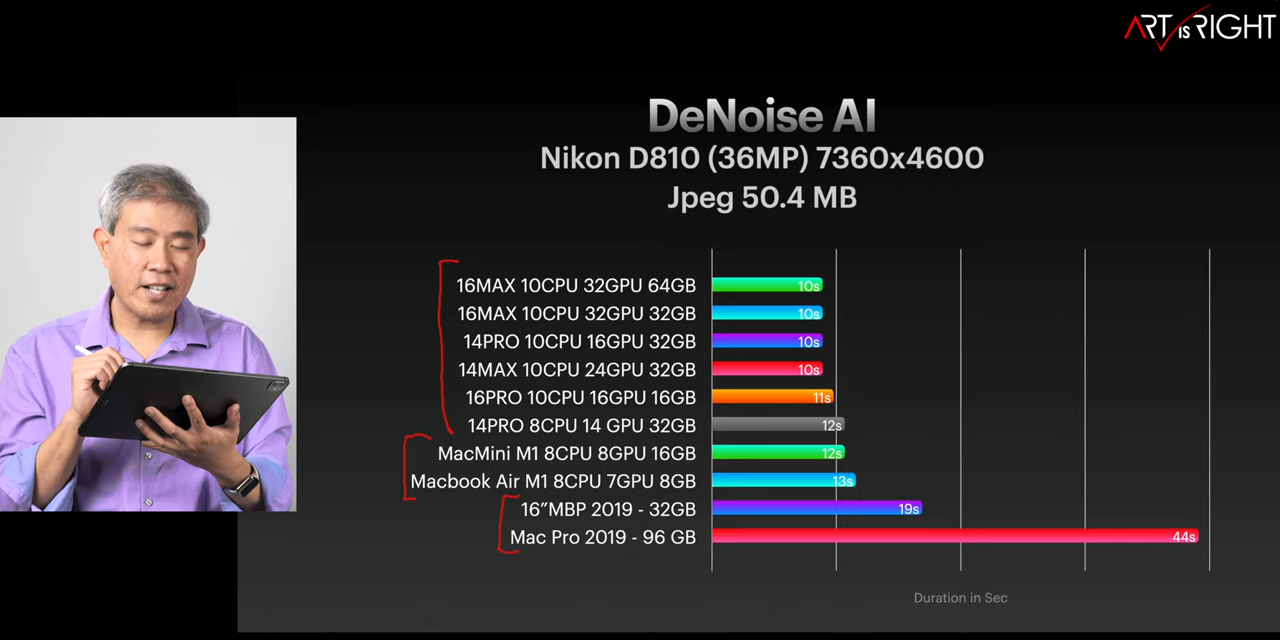 ART IS RIGHT
DeNoise AI
Nikon D810 (36MP) 7360x4600
Jpeg 50.4 MB
16MAX 10CPU 32GPU 64GB 10s
16MAX 10CPU 32GPU 32GB 10s
14PRO 10CPU 16GPU 32GB 10s
14MAX 10CPU 24GPU 32GB 10s
16PRO 10CPU 16GPU 16GB 11s
14PRO 8CPU 14 GPU 32GB 12s
MacMini M1 8CPU 8GPU 16GB 12s
Macbook Air M1 8CPU 7GPU 8GB 13s
16”MBP 2019 - 32GB 19s
Mac Pro 2019 - 96 GB 44s
Duration in Sec